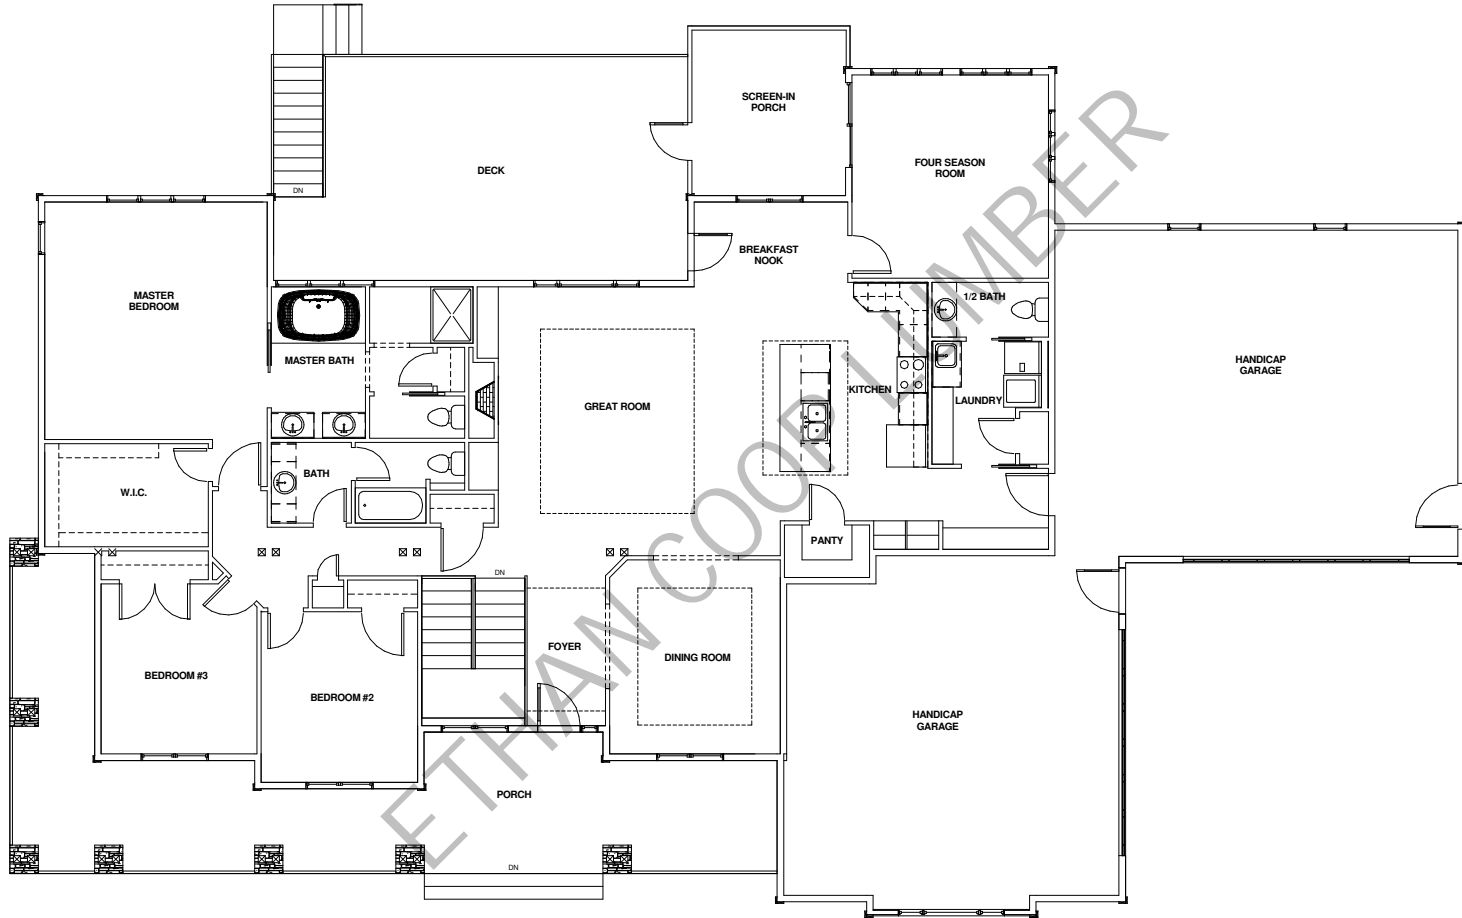 SCREEN-IN
PORCH
DECK
FOUR SEASON
ROOM
DN
BREAKFAST
NOOK
MASTER
BEDROOM
1/2 BATH
MASTER BATH
HANDICAP
GARAGE
KITCHEN
LAUNDRY
GREAT ROOM
BATH
W.I.C.
PANTY
DN
FOYER
DINING ROOM
BEDROOM #3
BEDROOM #2
HANDICAP
GARAGE
PORCH
DN
ETHAN COOP LUMBER